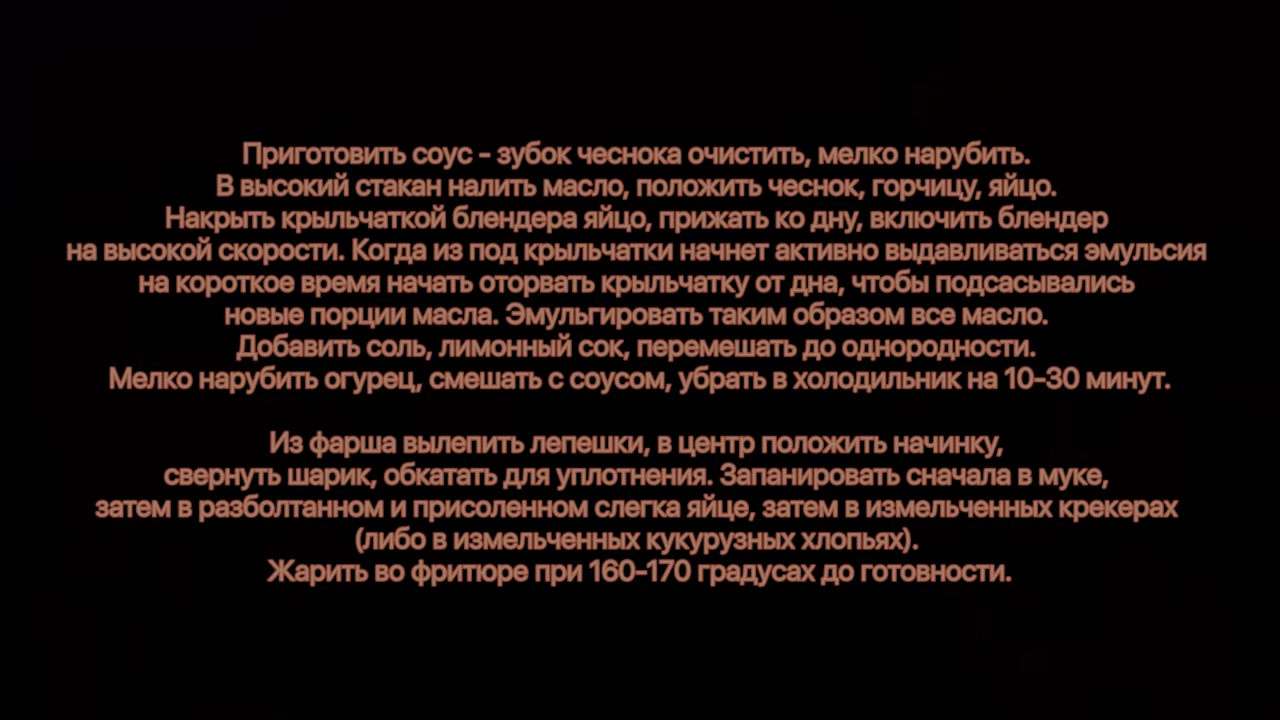 Приготовить соус - зубок чеснока очистить, мелко нарубить.
В высокий стакан налить масло, положить чеснок, горчицу, яйцо.
Накрыть крыльчаткой блендера яйцо, прижать ко дну, включить блендер
на высокой скорости. Когда из под крыльчатки начнет активно выдавливаться эмульсия
на короткое время начать оторвать крыльчатку от дна, чтобы подсасывались
новые порции масла. Эмульгировать таким образом все масло.
Добавить соль, лимонный сок, перемешать до однородности.
Мелко нарубить огурец, смешать с соусом, убрать в холодильник на 10-30 минут.

Из фарша вылепить лепешки, в центр положить начинку,
свернуть шарик, обкатать для уплотнения. Запанировать сначала в муке,
затем в разболтанном и присоленном слегка яйце, затем в измельченных крекерах
(либо в измельченных кукурузных хлопьях).
Жарить во фритюре при 160-170 градусах до готовности.